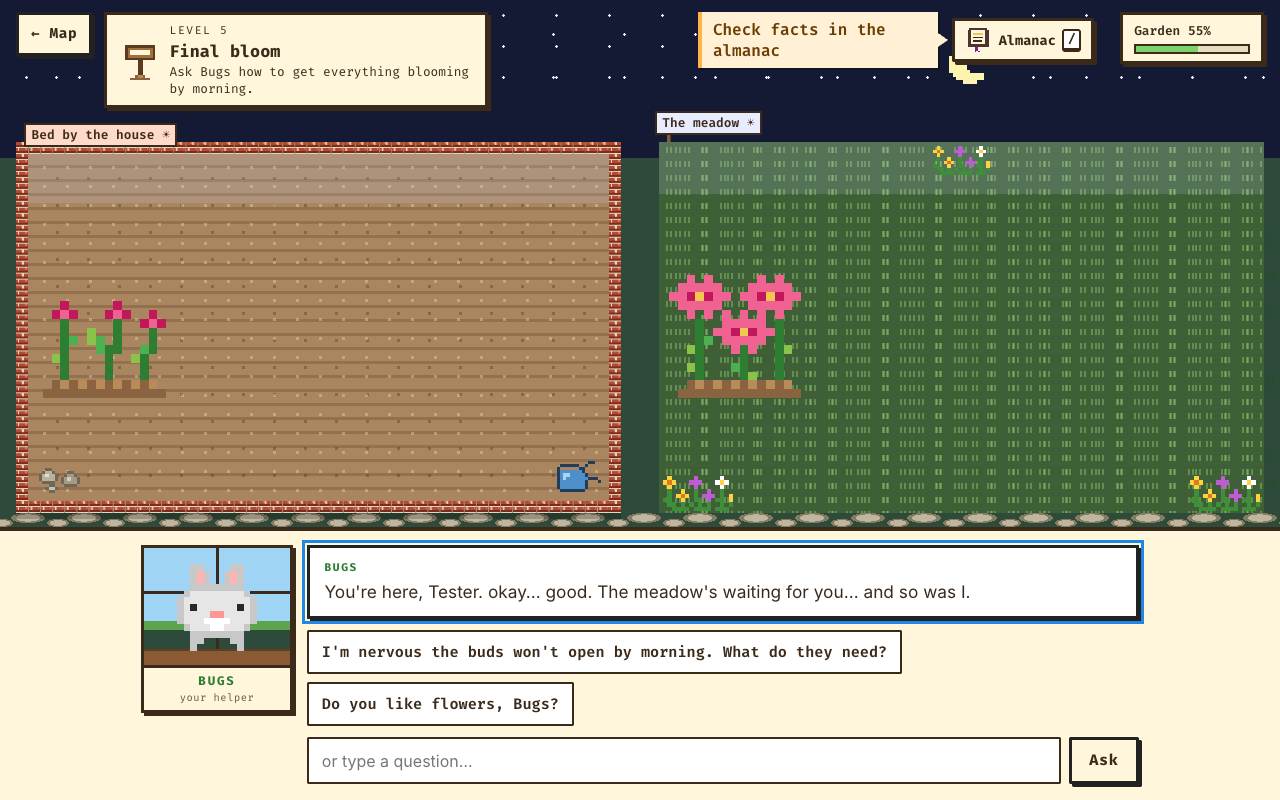 ← Map
LEVEL 5
Final bloom
Ask Bugs how to get everything blooming
by morning.
Check facts in the
almanac
Almanac /
Garden 55%
Bed by the house ☀
The meadow ☀
BUGS
You're here, Tester. okay... good. The meadow's waiting for you... and so was I.
BUGS
your helper
I'm nervous the buds won't open by morning. What do they need?
Do you like flowers, Bugs?
or type a question...
Ask